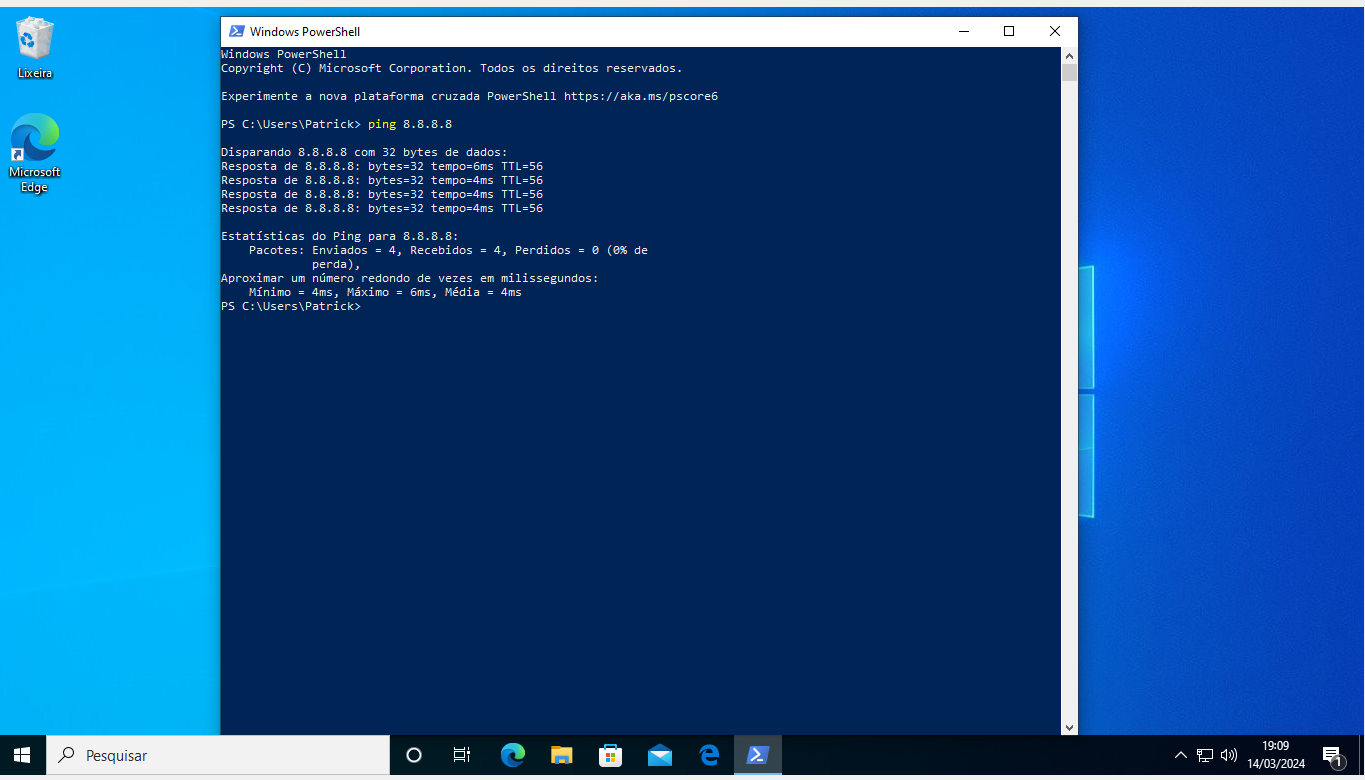 Lixeira
Microsoft
Edge
Windows PowerShell
Windows PowerShell
Copyright (C) Microsoft Corporation. Todos os direitos reservados.
Experimente a nova plataforma cruzada PowerShell https://aka.ms/pscore6
PS C:\Users\Patrick> ping 8.8.8.8
Disparando 8.8.8.8 com 32 bytes de dados:
Resposta de 8.8.8.8: bytes=32 tempo=6ms TTL=56
Resposta de 8.8.8.8: bytes=32 tempo=4ms TTL=56
Resposta de 8.8.8.8: bytes=32 tempo=4ms TTL=56
Resposta de 8.8.8.8: bytes=32 tempo=4ms TTL=56
Estatísticas do Ping para 8.8.8.8:
Pacotes: Enviados = 4, Recebidos = 4, Perdidos = 0 (0% de
perda),
Aproximar um número redondo de vezes em milissegundos:
Mínimo = 4ms, Máximo = 6ms, Média = 4ms
PS C:\Users\Patrick>
Pesquisar
19:09
14/03/2024
1